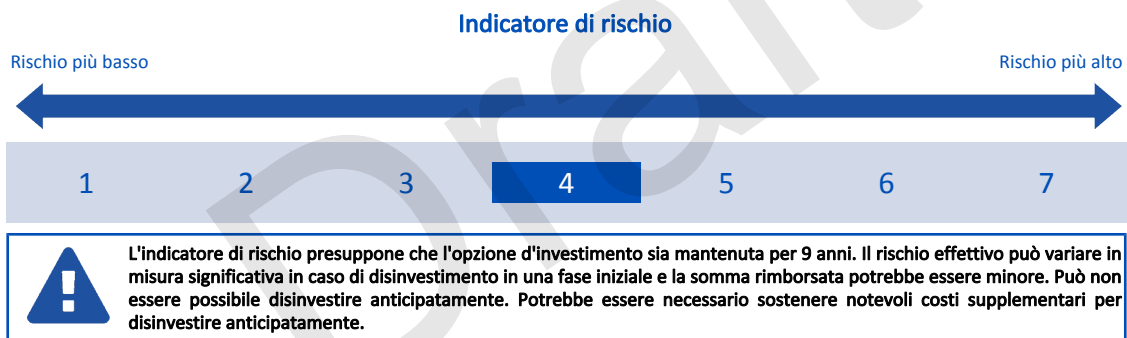 Indicatore di rischio
Rischio più basso Rischio più alto
1 2 3 4 5 6 7
L'indicatore di rischio presuppone che l'opzione d'investimento sia mantenuta per 9 anni. Il rischio effettivo può variare in
misura significativa in caso di disinvestimento in una fase iniziale e la somma rimborsata potrebbe essere minore. Può non
essere possibile disinvestire anticipatamente. Potrebbe essere necessario sostenere notevoli costi supplementari per
disinvestire anticipatamente.
Draft